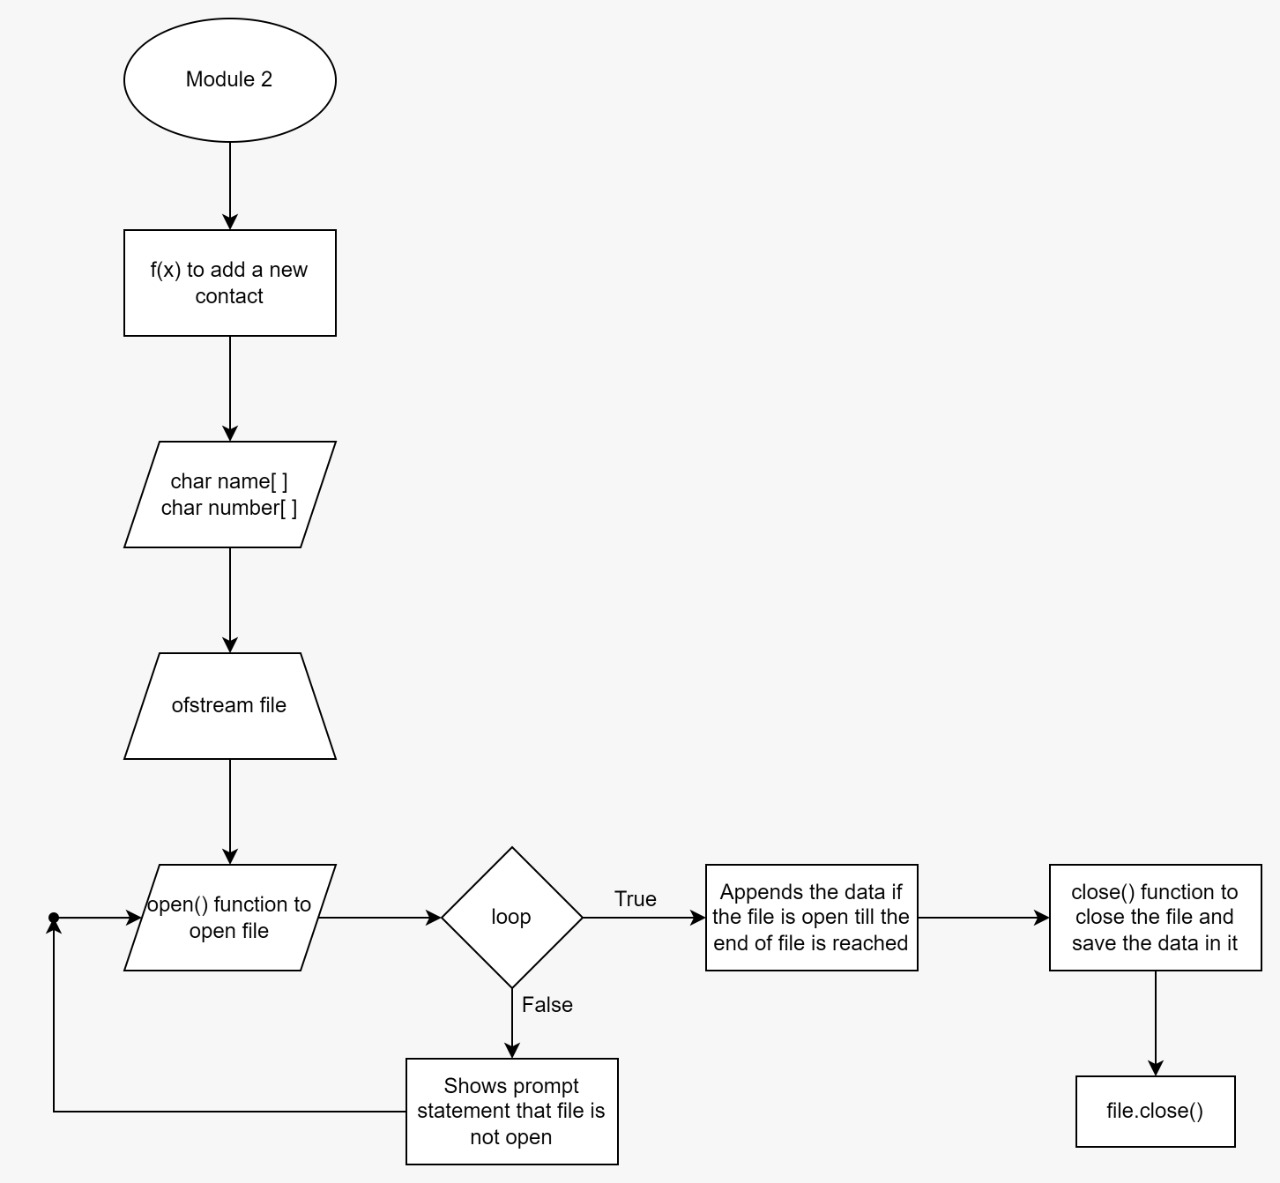 Module 2
f(x) to add a new
contact
char name[ ]
char number[ ]
ofstream file
open() function to
open file
loop
True
Appends the data if
the file is open till the
end of file is reached
close() function to
close the file and
save the data in it
False
Shows prompt
statement that file is
not open
file.close()